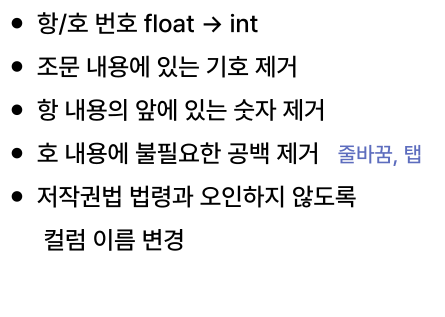 • 항/호 번호 float → int
• 조문 내용에 있는 기호 제거
• 항 내용의 앞에 있는 숫자 제거
• 호 내용에 불필요한 공백 제거 줄바꿈, 탭
• 저작권법 법령과 오인하지 않도록
컬럼 이름 변경